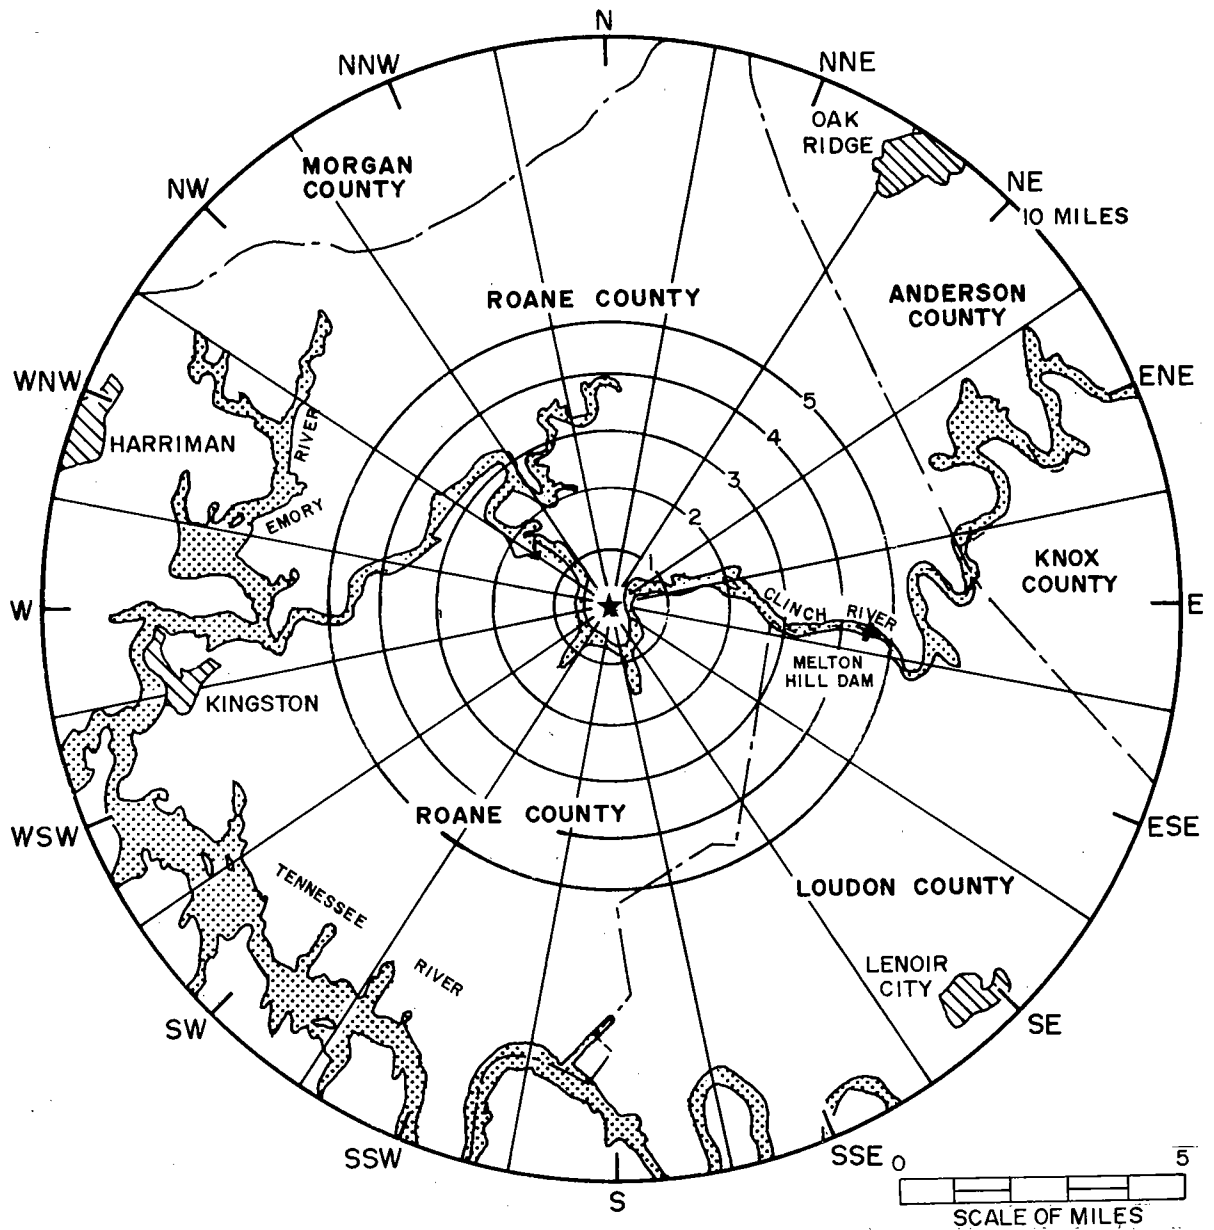 N
NNW
NNE
OAK
RIDGE
MORGAN
COUNTY
NW
NE
10 MILES
ROANE COUNTY
ANDERSON
COUNTY
WNW
ENE
5
4
HARRIMAN
RIVER
3
EMORY
2
1
KNOX
COUNTY
W
CLINCH RIVER
E
MELTON
HILL DAM
KINGSTON
ROANE COUNTY
WSW
ESE
TENNESSEE
RIVER
LOUDON COUNTY
LENOIR
CITY
SW
SE
SSW
SSE
S
0
5
SCALE OF MILES